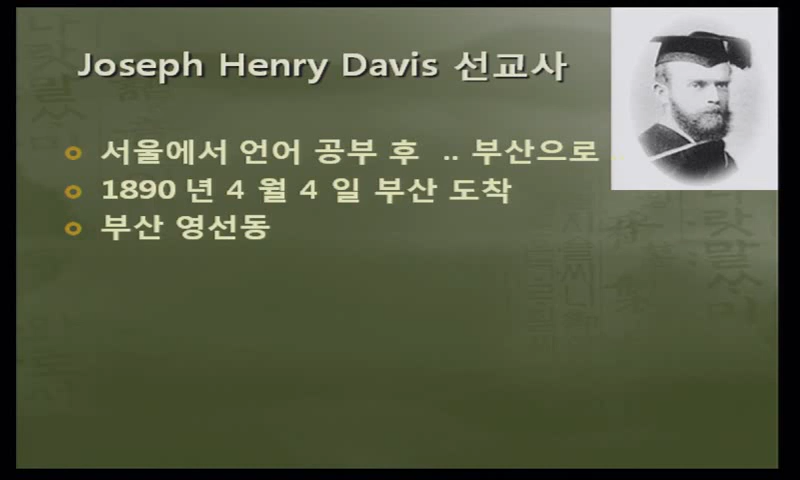 Joseph Henry Davis 선교사
서울에서 언어 공부 후 .. 부산으로 ..
1890 년 4 월 4 일 부산 도착
부산 영선동